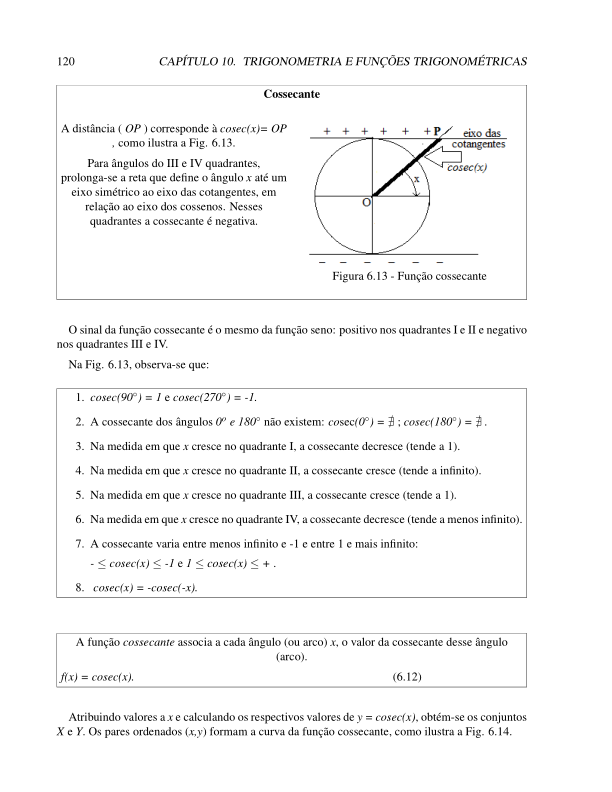 120 CAPÍTULO 10. TRIGONOMETRIA E FUNÇÕES TRIGONOMÉTRICAS
Cossecante
A distância ( OP ) corresponde à cosec(x)= OP
, como ilustra a Fig. 6.13.
Para ângulos do III e IV quadrantes,
prolonga-se a reta que define o ângulo x até um
eixo simétrico ao eixo das cotangentes, em
relação ao eixo dos cossenos. Nesses
quadrantes a cossecante é negativa.
+ + + + + + P
eixo das
cotangentes
cosec(x)
x
O
– – – – – –
Figura 6.13 - Função cossecante
O sinal da função cossecante é o mesmo da função seno: positivo nos quadrantes I e II e negativo
nos quadrantes III e IV.
Na Fig. 6.13, observa-se que:
1. cosec(90°) = 1 e cosec(270°) = -1.
2. A cossecante dos ângulos 0º e 180° não existem: cosec(0°) = ∄ ; cosec(180°) = ∄ .
3. Na medida em que x cresce no quadrante I, a cossecante decresce (tende a 1).
4. Na medida em que x cresce no quadrante II, a cossecante cresce (tende a infinito).
5. Na medida em que x cresce no quadrante III, a cossecante cresce (tende a 1).
6. Na medida em que x cresce no quadrante IV, a cossecante decresce (tende a menos infinito).
7. A cossecante varia entre menos infinito e -1 e entre 1 e mais infinito:
- ≤ cosec(x) ≤ -1 e 1 ≤ cosec(x) ≤ + .
8. cosec(x) = -cosec(-x).
A função cossecante associa a cada ângulo (ou arco) x, o valor da cossecante desse ângulo
(arco).
f(x) = cosec(x). (6.12)
Atribuindo valores a x e calculando os respectivos valores de y = cosec(x), obtém-se os conjuntos
X e Y. Os pares ordenados (x,y) formam a curva da função cossecante, como ilustra a Fig. 6.14.